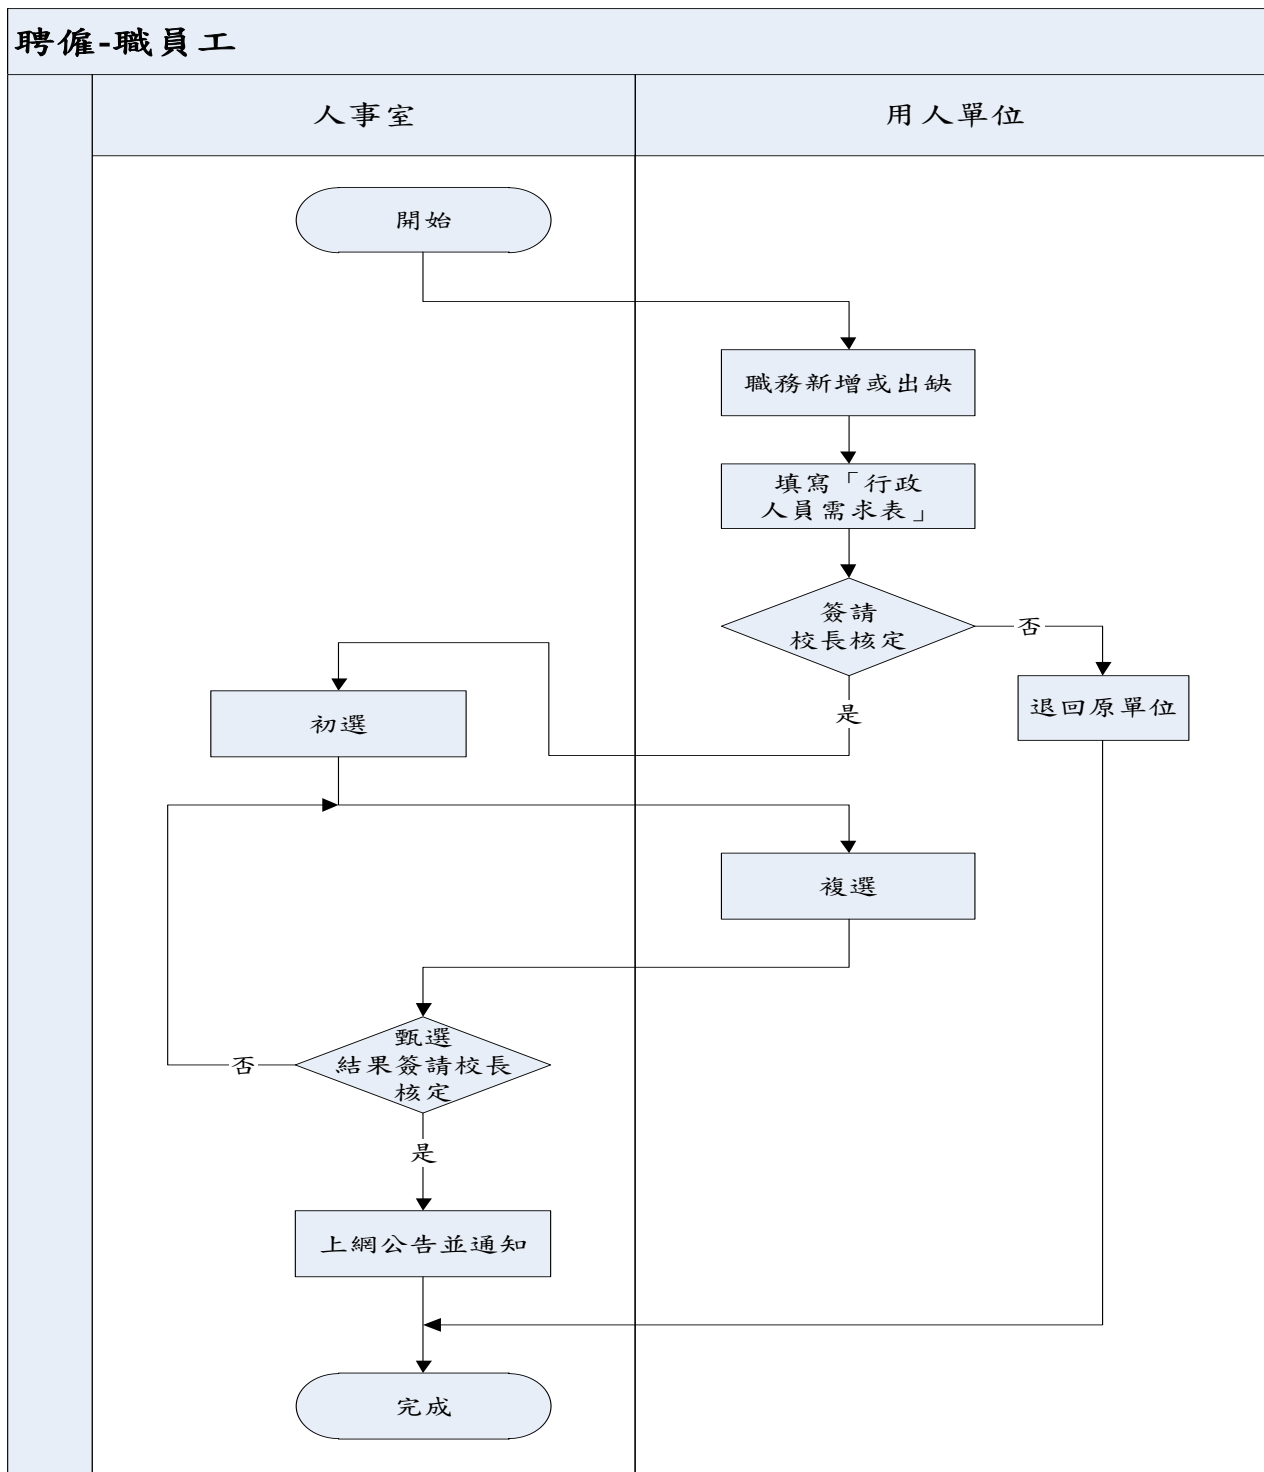 聘僱-職員工
人事室
用人單位
開始
職務新增或出缺
填寫「行政
人員需求表」
簽請
校長核定
否
是
退回原單位
初選
複選
甄選
結果簽請校長
核定
否
是
上網公告並通知
完成